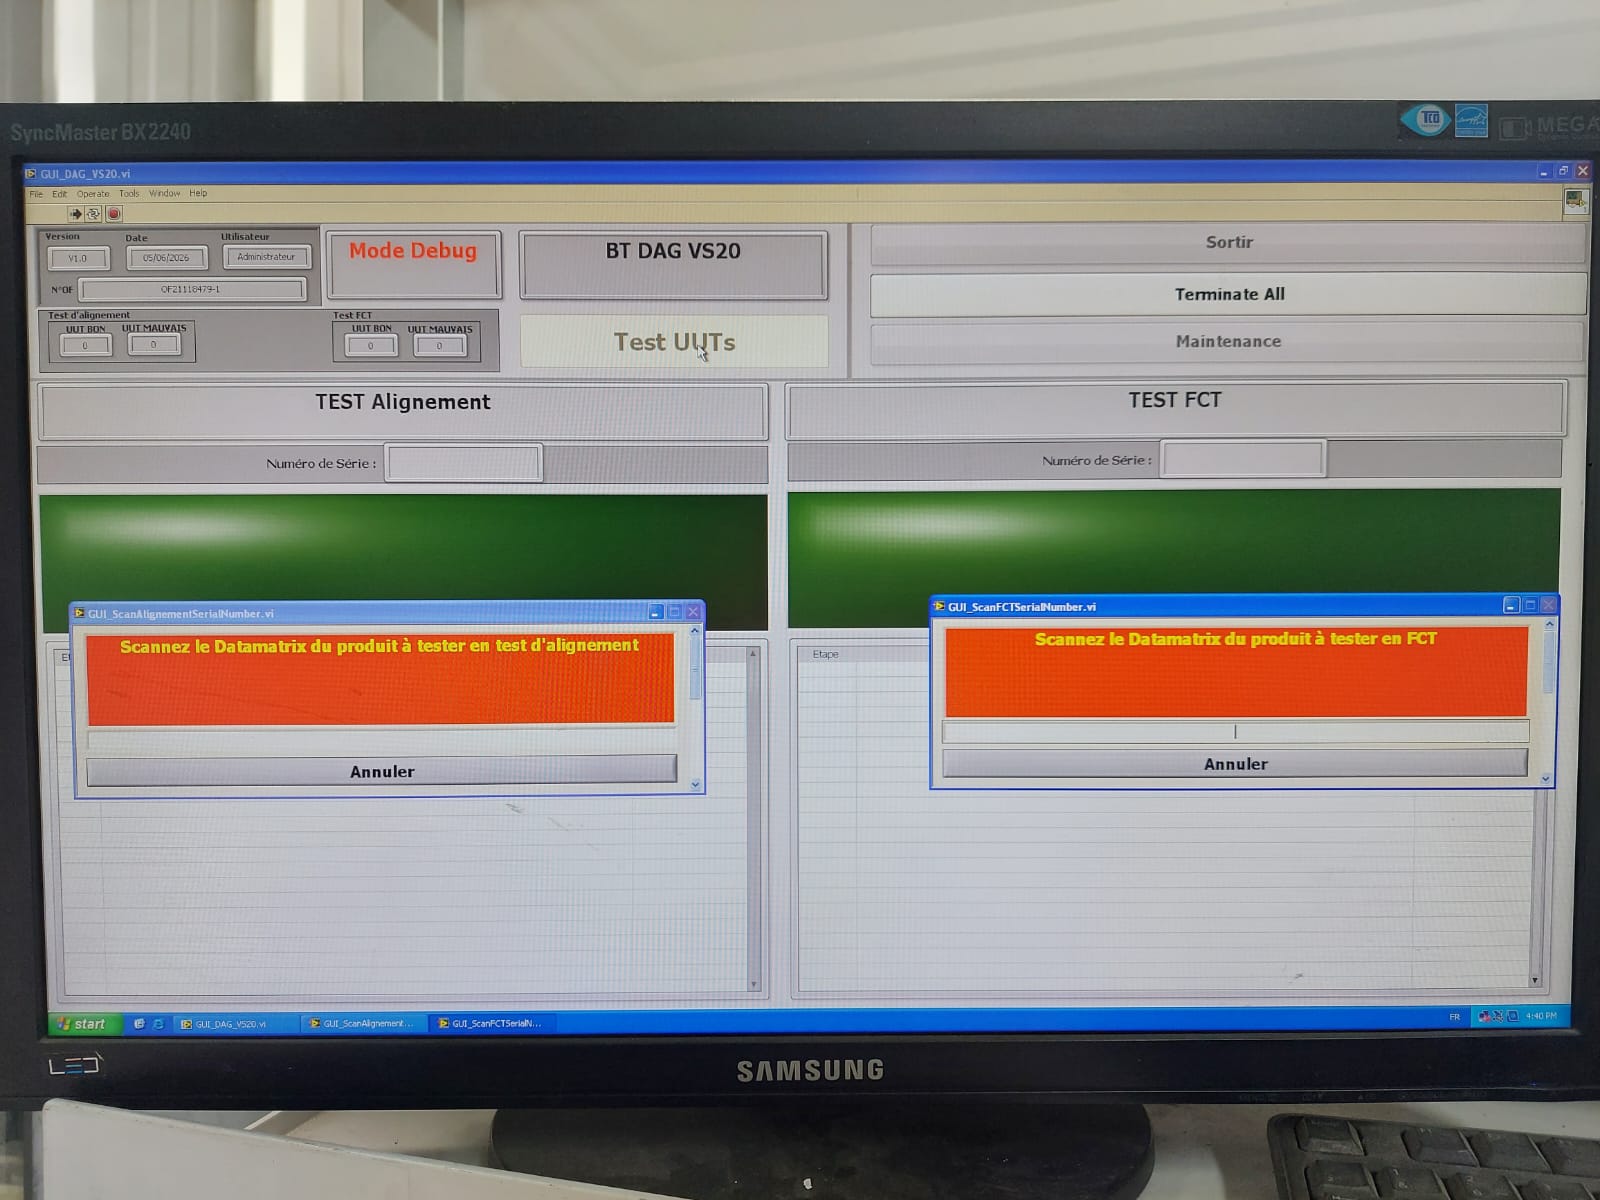 SyncMaster BX2240
TCO
MEGA
GUI_DAG_VS20.vi
File Edit Operate Tools Window Help
Version Date Utilisateur
V1.0 05/06/2026 Administrateur
N°OF OF21118479-1
Mode Debug
BT DAG VS20
Sortir
Terminate All
Maintenance
Test d'alignement Test FCT
UUT BON UUT MAUVAIS UUT BON UUT MAUVAIS
0 0 0 0
Test UUTs
TEST Alignement
TEST FCT
Numéro de Série :
Numéro de Série :
GUI_ScanAlignementSerialNumber.vi
Scannez le Datamatrix du produit à tester en test d'alignement
Annuler
Etape
GUI_ScanFCTSerialNumber.vi
Scannez le Datamatrix du produit à tester en FCT
Annuler
start GUI_DAG_VS20.vi GUI_ScanAlignement... GUI_ScanFCTSerialN... FR 4:40 PM
LED
SAMSUNG